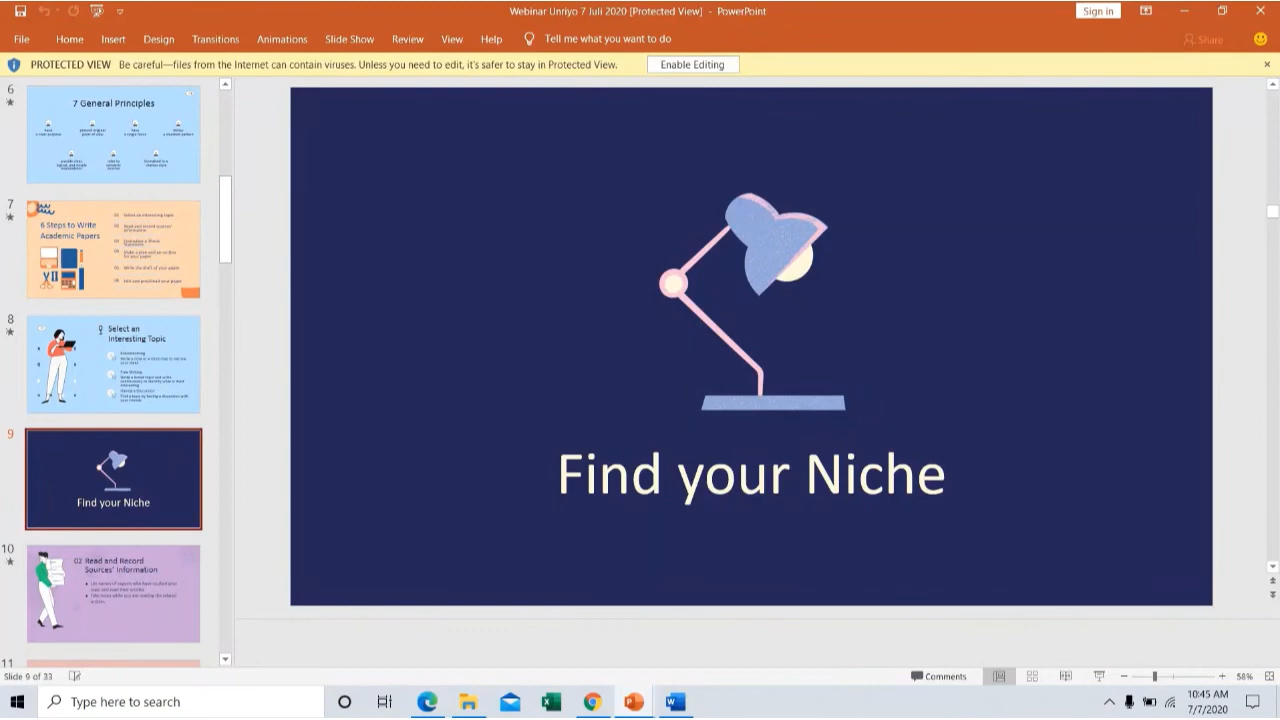 Webinar Unriyo 7 Juli 2020 [Protected View] - PowerPoint
Sign in
File Home Insert Design Transitions Animations Slide Show Review View Help Tell me what you want to do
Share
PROTECTED VIEW Be careful—files from the Internet can contain viruses. Unless you need to edit, it's safer to stay in Protected View. Enable Editing
6
7 General Principles
7
6 Steps to Write
Academic Papers
8
Select an
Interesting Topic
9
Find your Niche
10
02 Read and Record
Sources' Information
11
Find your Niche
Slide 9 of 33
Comments
58%
Type here to search
10:45 AM
7/7/2020